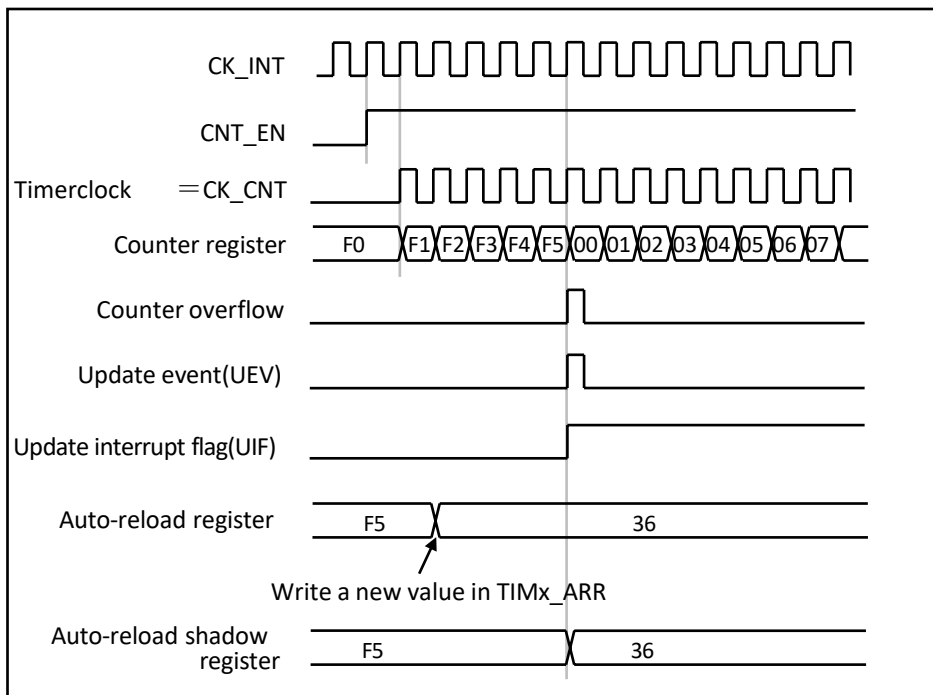 CK_INT
CNT_EN
Timerclock =CK_CNT
Counter register F0 F1 F2 F3 F4 F5 00 01 02 03 04 05 06 07
Counter overflow
Update event(UEV)
Update interrupt flag(UIF)
Auto-reload register F5 36
Write a new value in TIMx_ARR
Auto-reload shadow
register F5 36